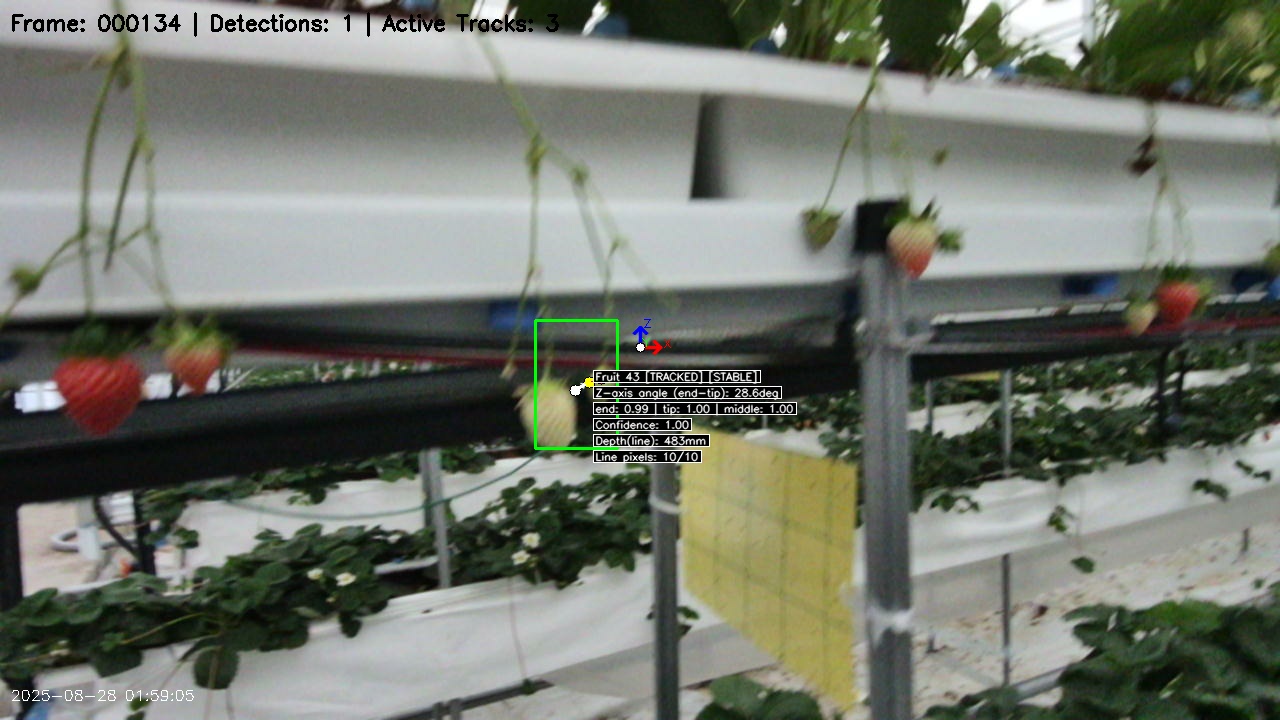 Frame: 000134 | Detections: 1 | Active Tracks: 3
Z
X
Fruit 43 [TRACKED] [STABLE]
Z-axis angle (end-tip): 28.6deg
end: 0.99 | tip: 1.00 | middle: 1.00
Confidence: 1.00
Depth(line): 483mm
Line pixels: 10/10
2025-08-28 01:59:05